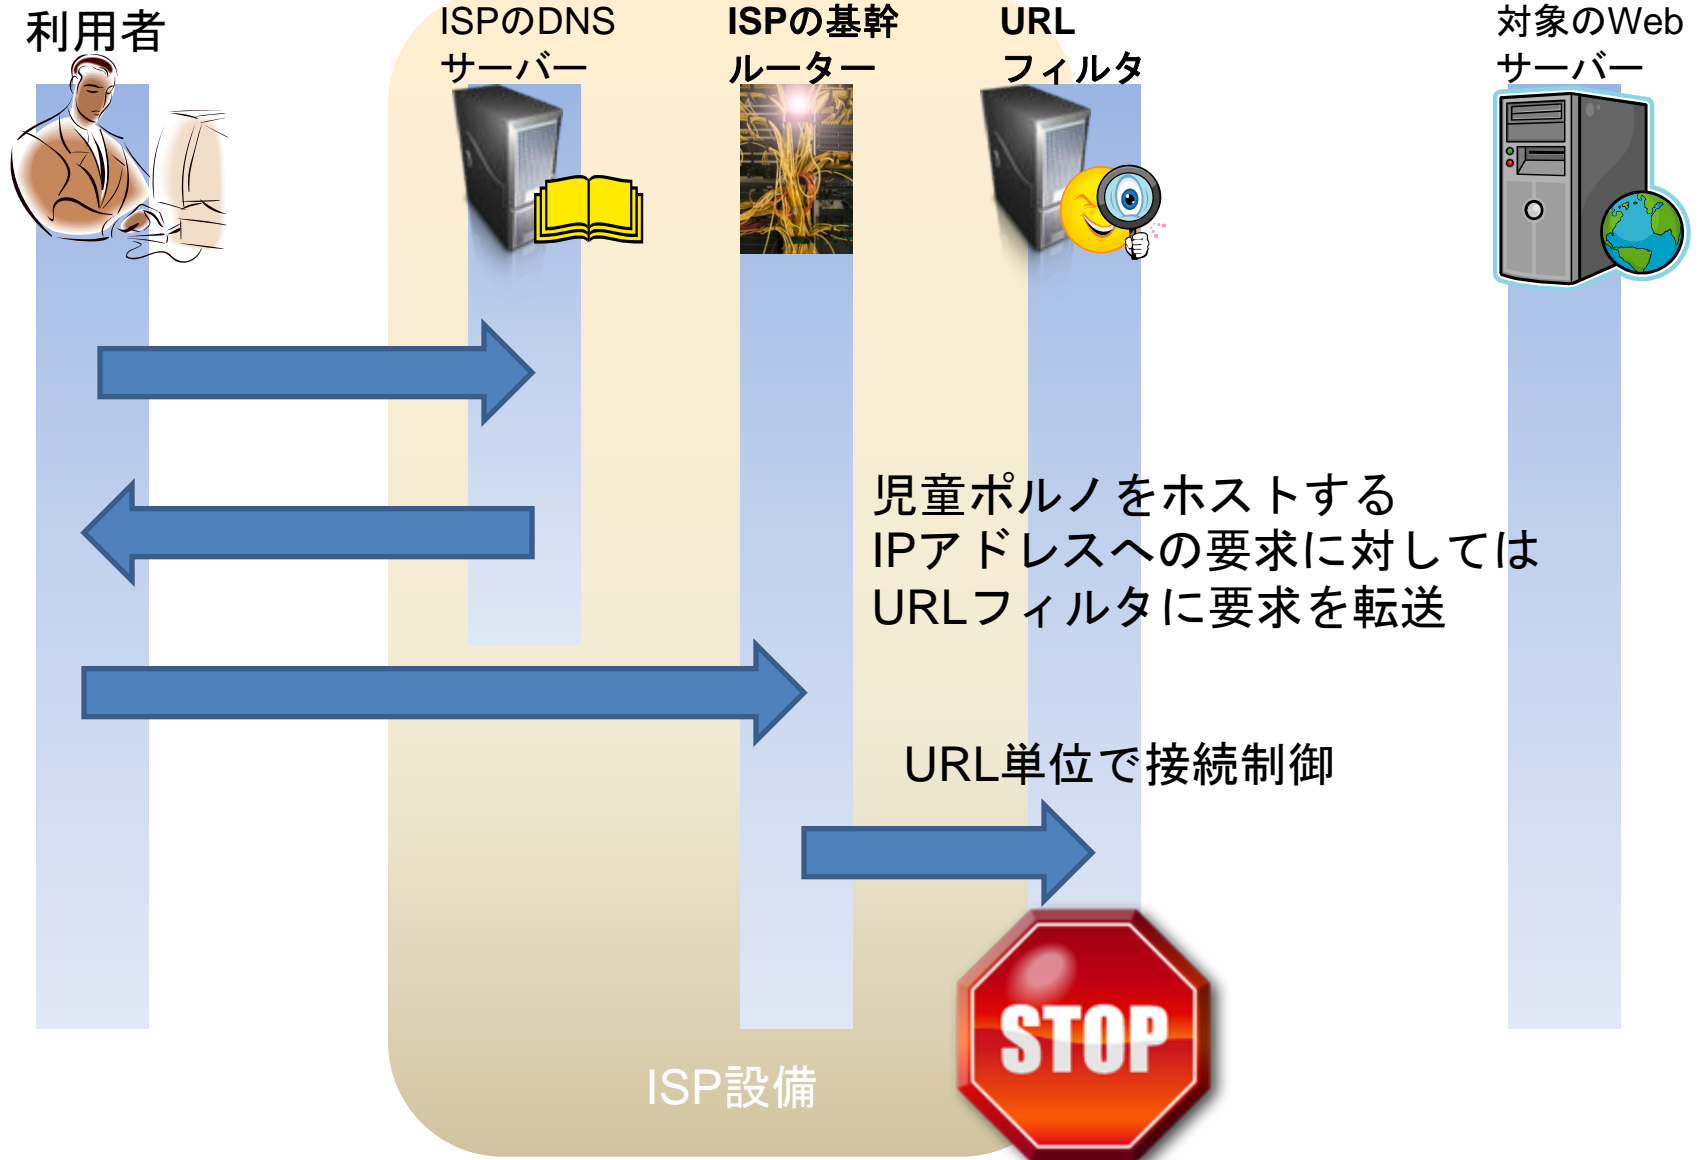 利用者
ISPのDNS
サーバー
ISPの基幹
ルーター
URL
フィルタ
対象のWeb
サーバー
児童ポルノをホストする
IPアドレスへの要求に対しては
URLフィルタに要求を転送
URL単位で接続制御
STOP
ISP設備